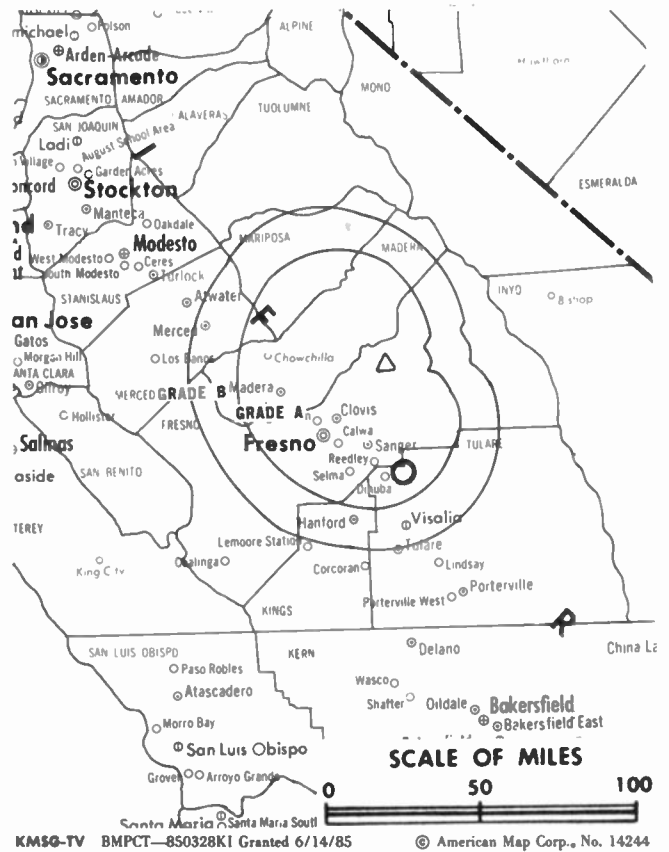 michael
Folson
Arden-Arcade
Sacramento
SACRAMENTO
AMADOR
ALPINE
MONO
TUOLUMNE
ALAVERAS
SAN JOAQUIN
Ladi
August School Area
Village
Garden Acres
oncord
Stockton
ESMERALDA
Manteca
Tracy
Oakdale
MARIPOSA
MADERA
Modesto
West Modesto
Ceres
outh Modesto
Turlock
STANISLAUS
Atwater
INYO
B shop
an Jose
Merced
Gatos
Morgan Hill
Los Banos
Chowchilla
ANTA CLARA
Gilroy
MERCED
GRADE B
Madera
GRADE A
Clovis
Hollister
FRESNO
Calwa
Fresno
Salinas
Sanger
TULARE
Reedley
aside
SAN BENITO
Selma
Dinuba
TEREY
Hanford
Visalia
Lemoore Station
Tulare
King City
Coalinga
Corcoran
Lindsay
Porterville
Porterville West
KINGS
SAN LUIS OBISPO
KERN
Delano
China La
Paso Robles
Wasco
Atascadero
Shafter
Oildale
Bakersfield
Morro Bay
Bakersfield East
San Luis Obispo
SCALE OF MILES
Grover
Arroyo Grande
0 50 100
Santa Maria
Santa Maria South
KMSG-TV BMPCT—850328KI Granted 6/14/85
© American Map Corp., No. 14244